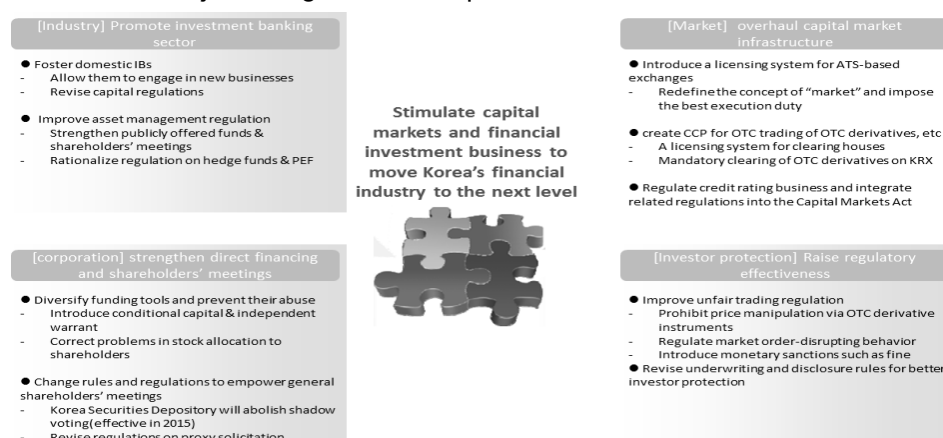 [Industry] Promote investment banking
sector
● Foster domestic IBs
- Allow them to engage in new businesses
- Revise capital regulations
● Improve asset management regulation
- Strengthen publicly offered funds &
shareholders' meetings
- Rationalize regulation on hedge funds & PEF
Stimulate capital
markets and financial
investment business to
move Korea's financial
industry to the next level
[Market] overhaul capital market
infrastructure
● Introduce a licensing system for ATS-based
exchanges
- Redefine the concept of "market" and impose
the best execution duty
● create CCP for OTC trading of OTC derivatives, etc
- A licensing system for clearing houses
- Mandatory clearing of OTC derivatives on KRX
● Regulate credit rating business and integrate
related regulations into the Capital Markets Act
[corporation] strengthen direct financing
and shareholders' meetings
● Diversify funding tools and prevent their abuse
- Introduce conditional capital & independent
warrant
- Correct problems in stock allocation to
shareholders
● Change rules and regulations to empower general
shareholders' meetings
- Korea Securities Depository will abolish shadow
voting(effective in 2015)
- Revise regulations on proxy solicitation
[Investor protection] Raise regulatory
effectiveness
● Improve unfair trading regulation
- Prohibit price manipulation via OTC derivative
instruments
- Regulate market order-disrupting behavior
- Introduce monetary sanctions such as fine
● Revise underwriting and disclosure rules for better
investor protection